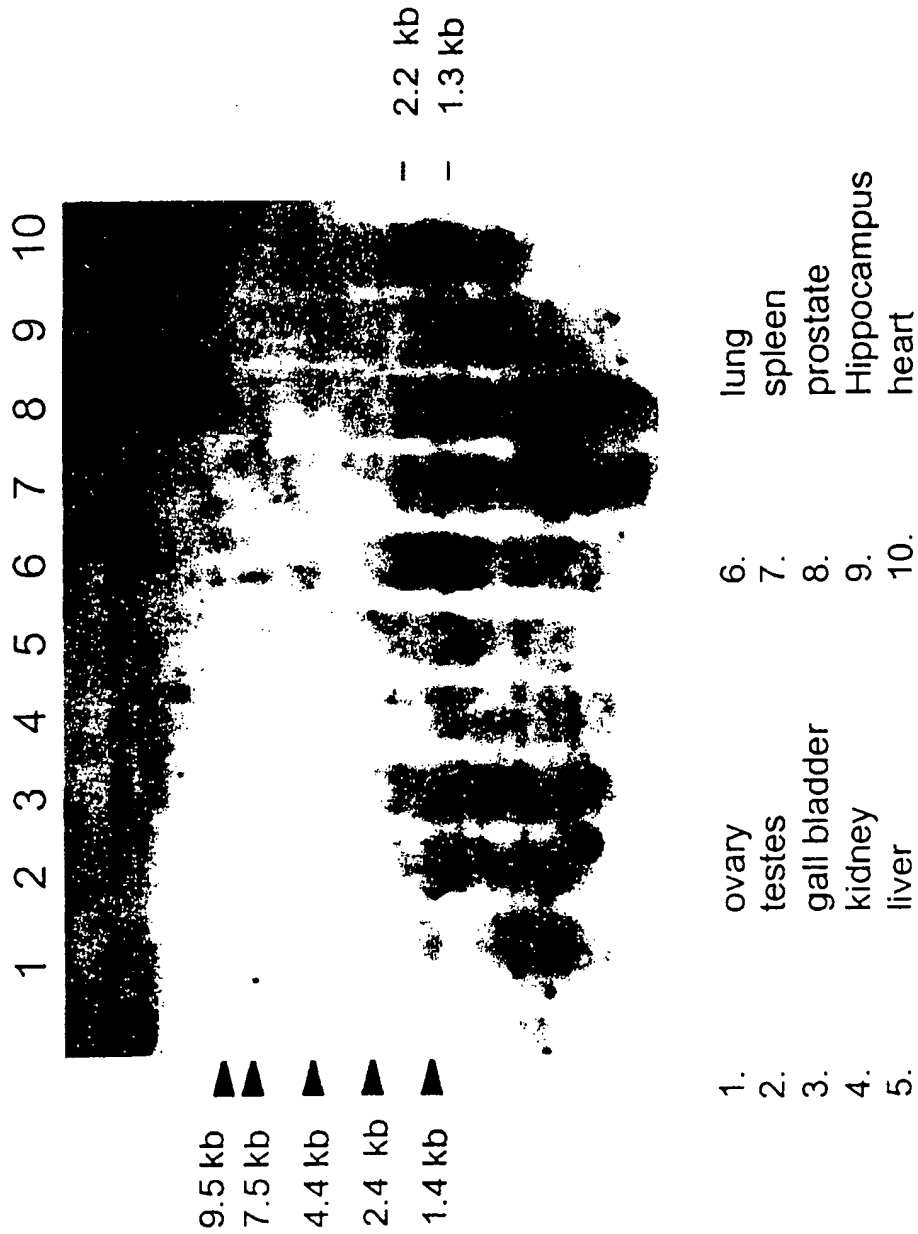 1 2 3 4 5 6 7 8 9 10
9.5 kb
7.5 kb
4.4 kb
2.4 kb
1.4 kb
2.2 kb
1.3 kb
1. ovary
2. testes
3. gall bladder
4. kidney
5. liver
6. lung
7. spleen
8. prostate
9. Hippocampus
10. heart